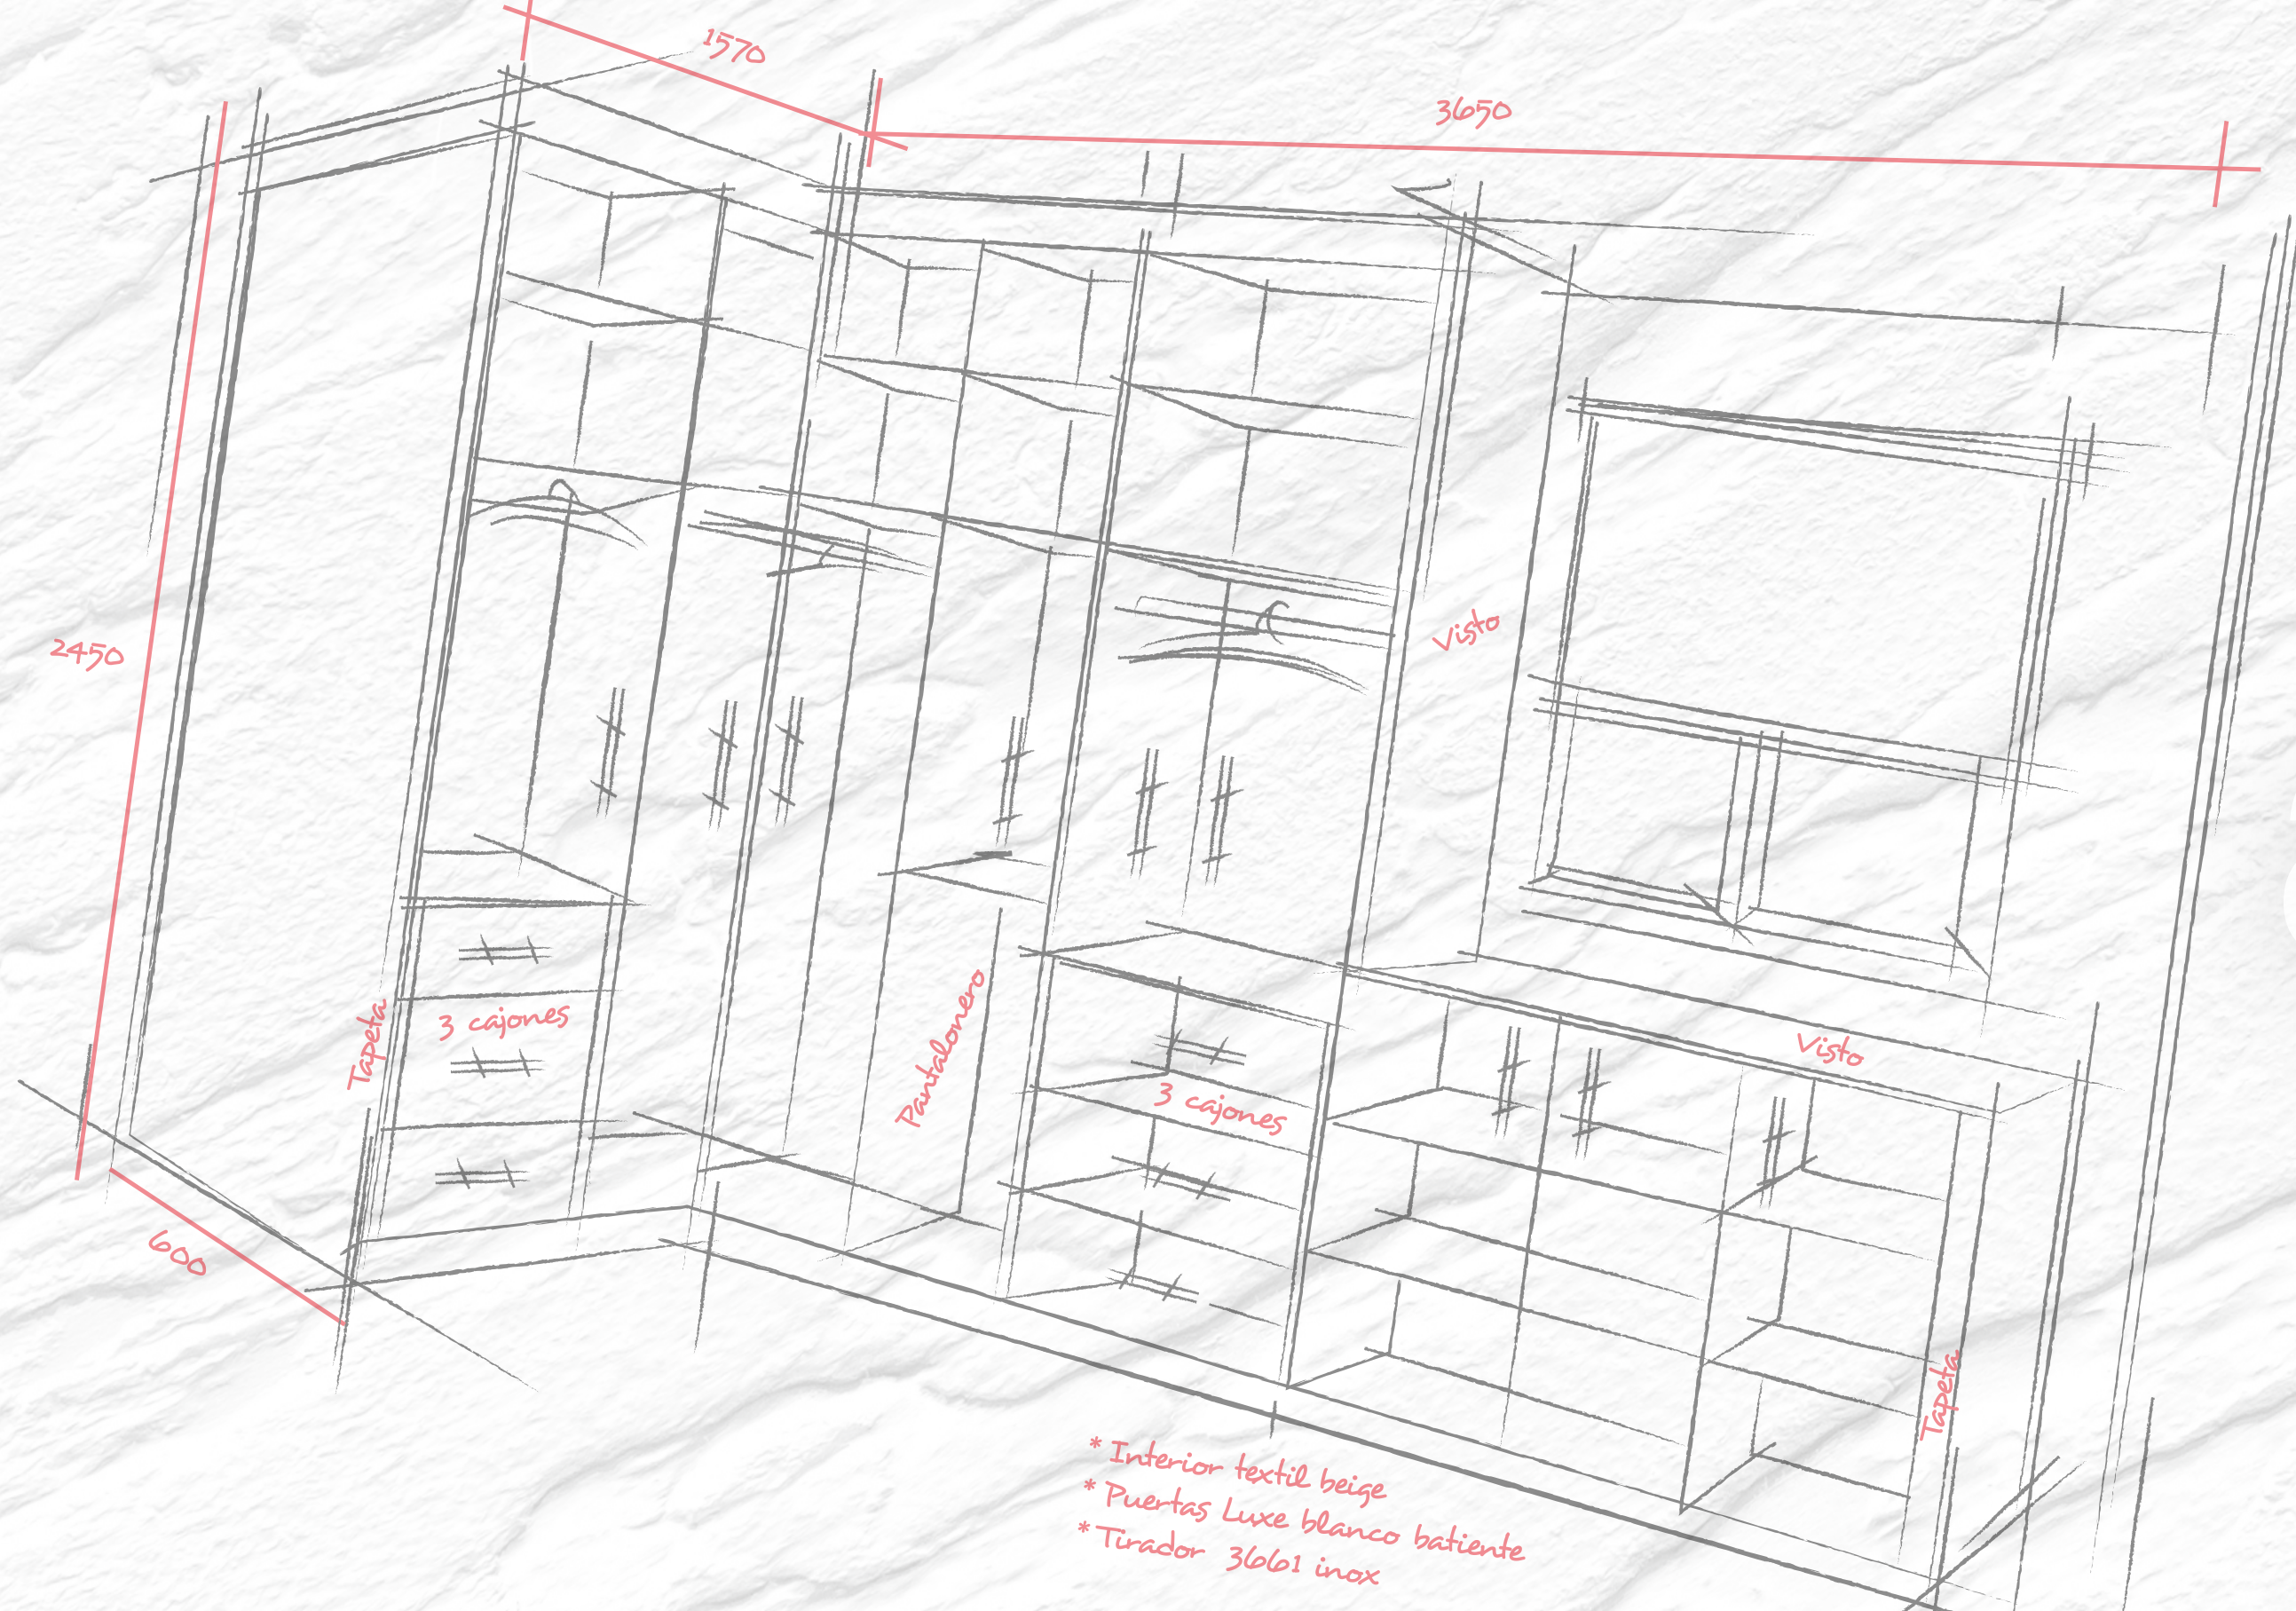 1570
3650
2450
Visto
Tapeta
3 cajones
Pantalonero
3 cajones
Visto
600
Tapeta
* Interior textil beige
* Puertas Luxe blanco batiente
* Tirador 3661 inox